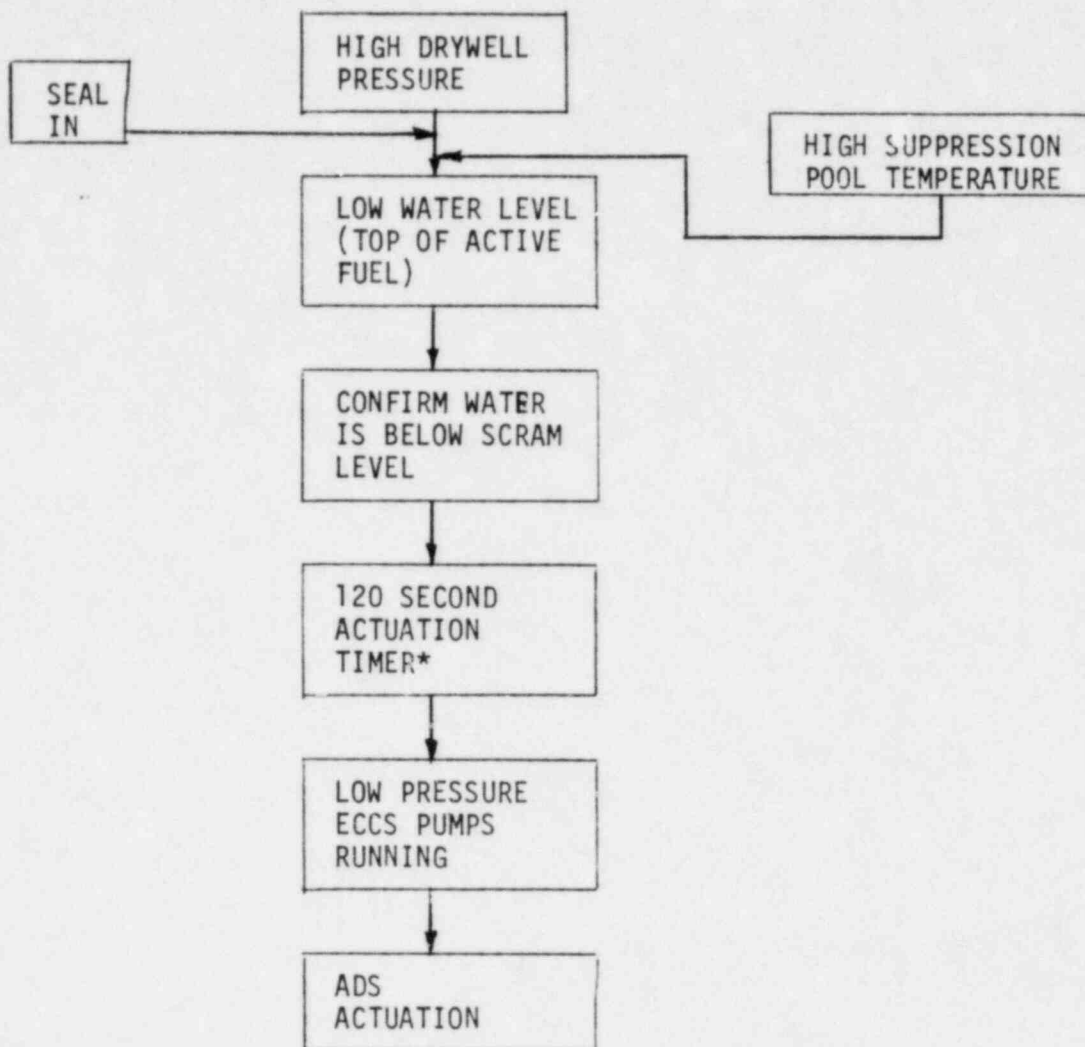 HIGH DRYWELL
PRESSURE
SEAL
IN
HIGH SUPPRESSION
POOL TEMPERATURE
LOW WATER LEVEL
(TOP OF ACTIVE
FUEL)
CONFIRM WATER
IS BELOW SCRAM
LEVEL
120 SECOND
ACTUATION
TIMER*
LOW PRESSURE
ECCS PUMPS
RUNNING
ADS
ACTUATION